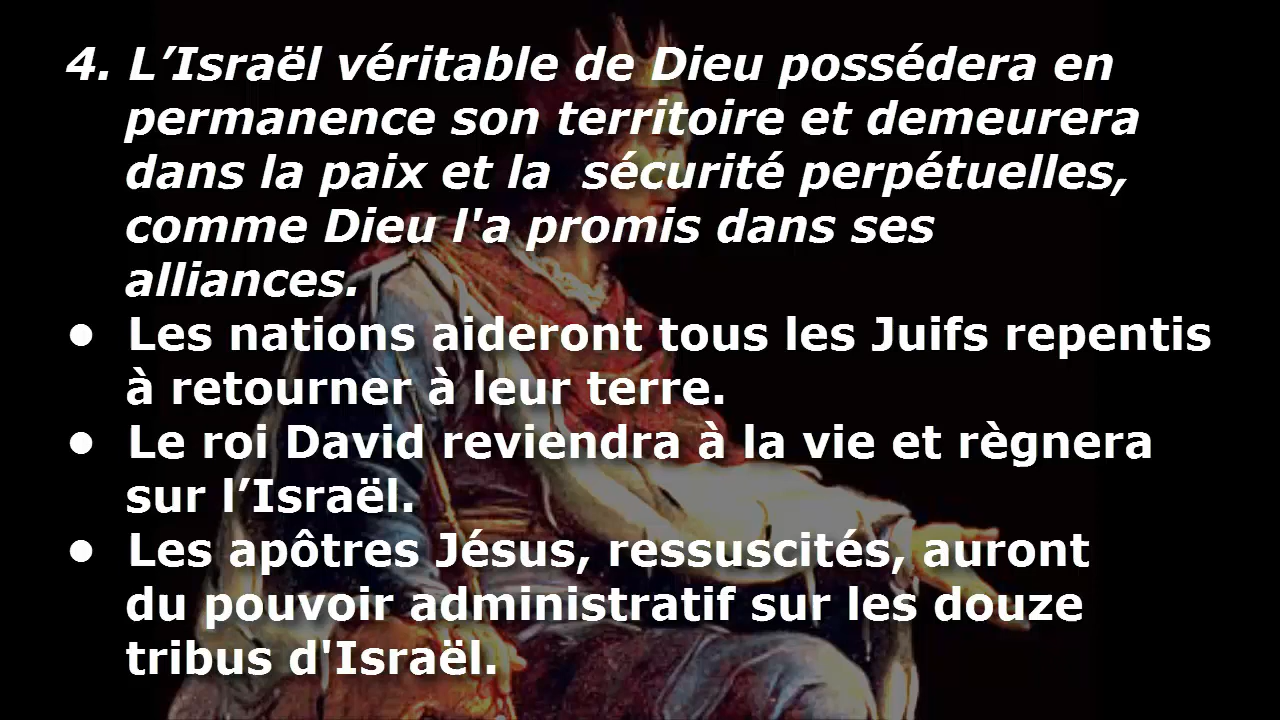 4. L’Israël véritable de Dieu possédera en
permanence son territoire et demeurera
dans la paix et la  sécurité perpétuelles,
comme Dieu l'a promis dans ses
alliances.
• Les nations aideront tous les Juifs repentis
à retourner à leur terre.
• Le roi David reviendra à la vie et règnera
sur l’Israël.
• Les apôtres Jésus, ressuscités, auront
du pouvoir administratif sur les douze
tribus d'Israël.